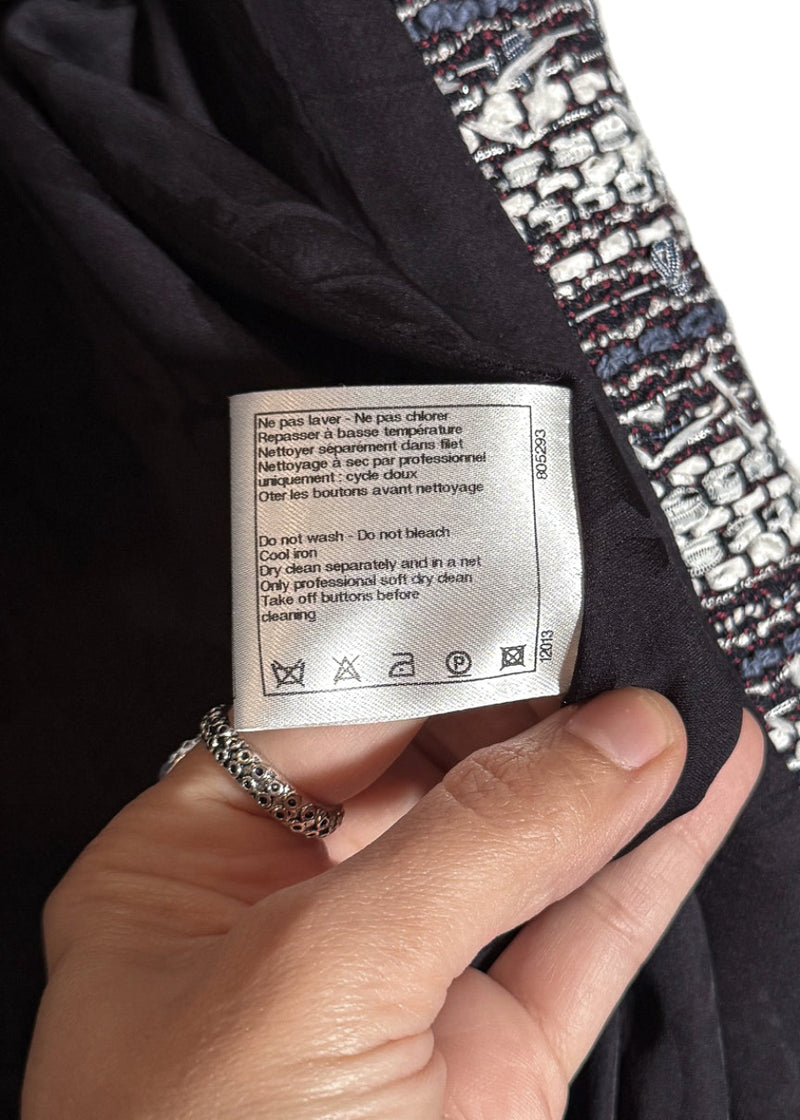 Ne pas laver - Ne pas chlorer
Repasser à basse température
Nettoyer séparement dans filet
Nettoyage à sec par professionnel
uniquement : cycle doux
Oter les boutons avant nettoyage
Do not wash - Do not bleach
Cool iron
Dry clean separately and in a net
Only professional soft dry clean
Take off buttons before
cleaning
P
805293
12013